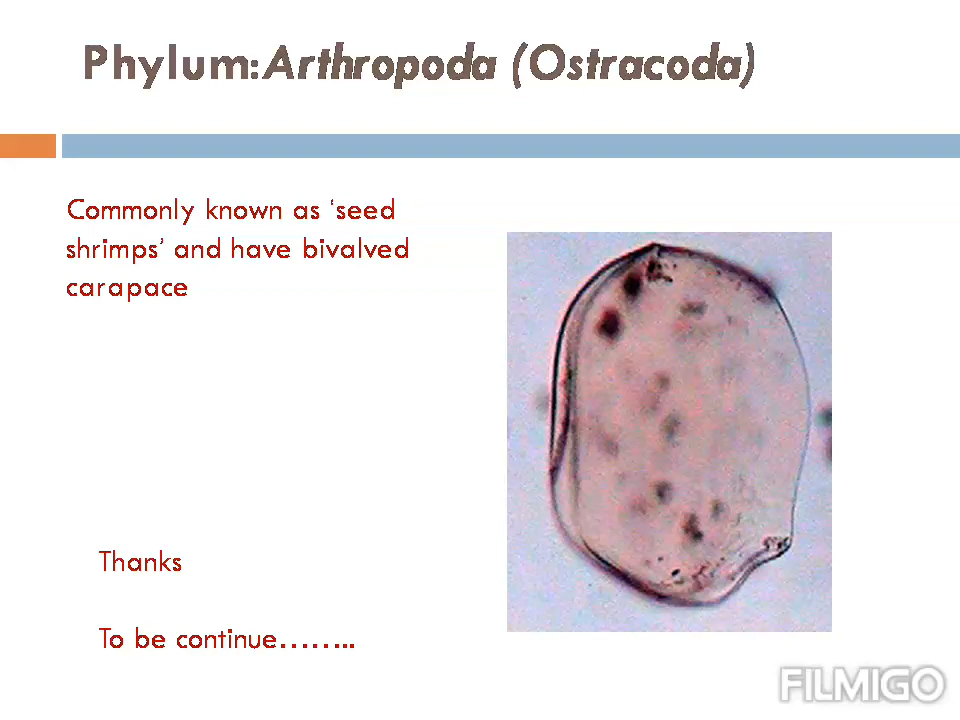 Phylum:Arthropoda (Ostracoda)
Commonly known as ‘seed
shrimps’ and have bivalved
carapace
Thanks
To be continue……..
FILMIGO